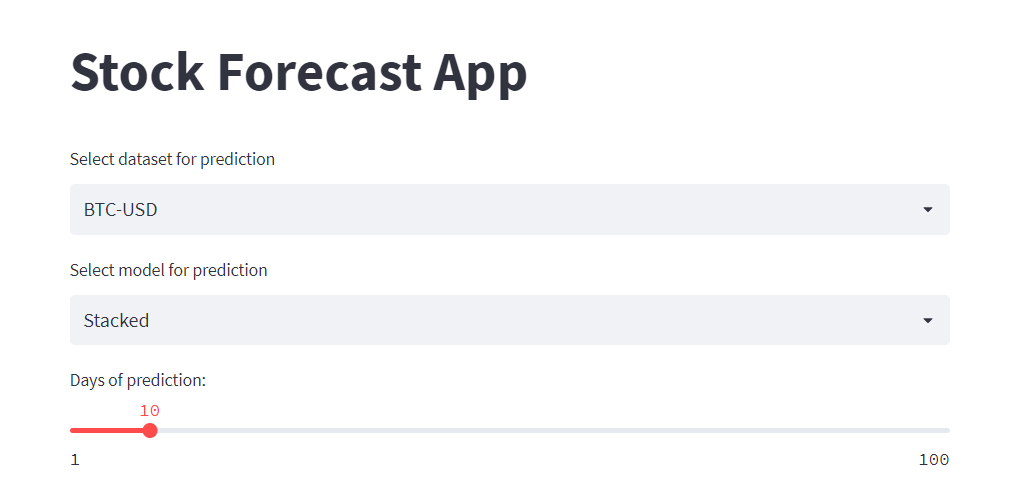 Stock Forecast App
Select dataset for prediction
BTC-USD
Select model for prediction
Stacked
Days of prediction:
10
1
100